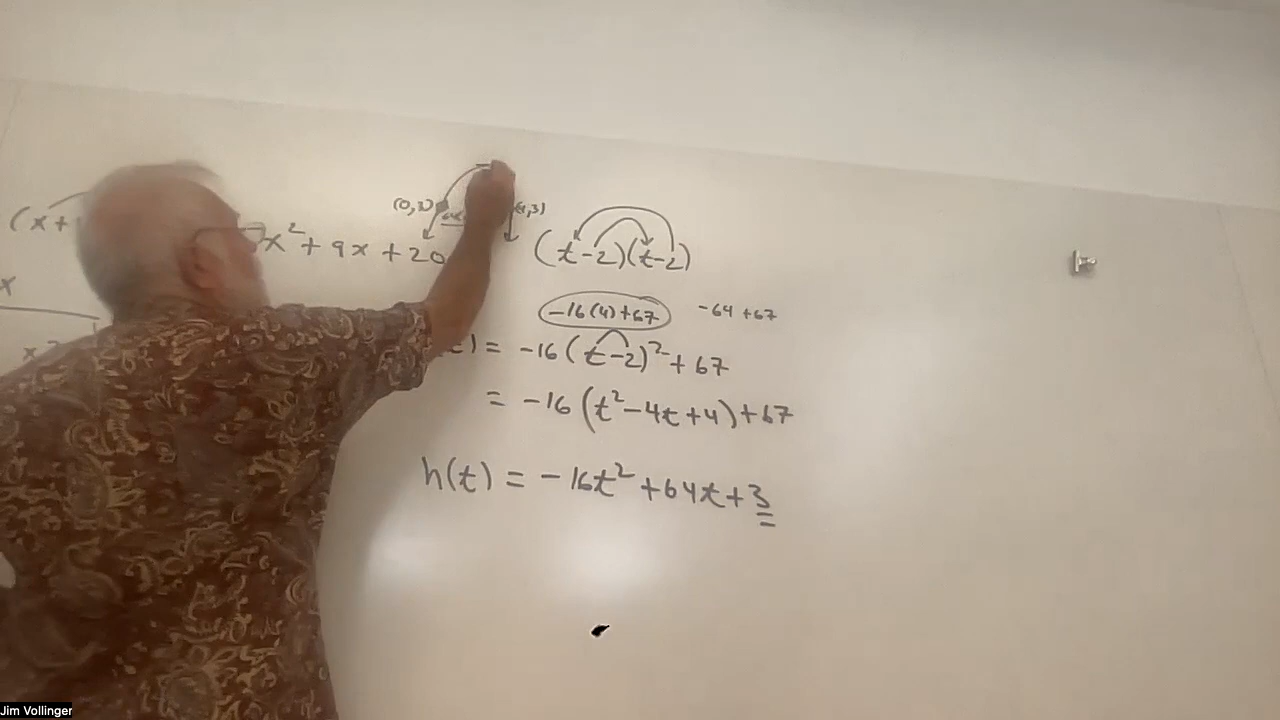 (0,3)
(4,3)
(x+
x² + 9x + 20
(t-2)(t-2)
-16(4)+67
-64 +67
= -16(t-2)²+67
x²
= -16(t²-4t+4)+67
h(t) = -16t²+64t+3
Jim Vollinger